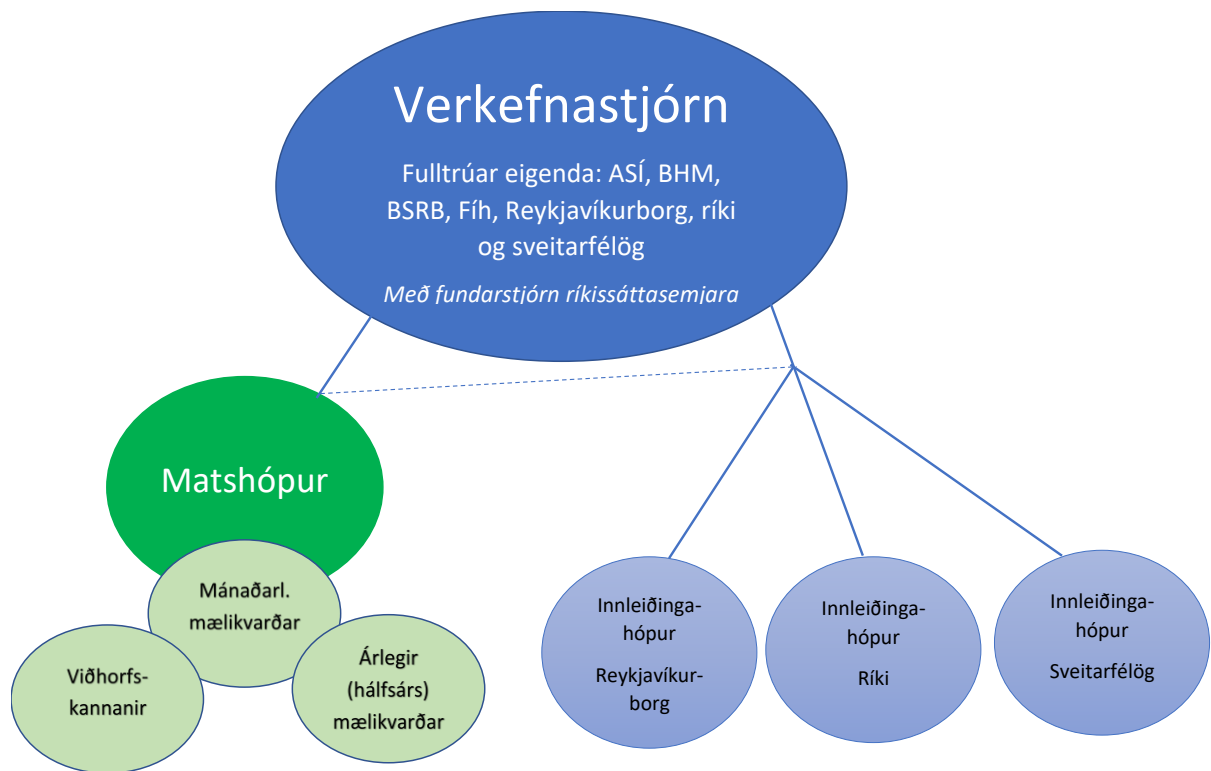 Verkefnastjórn
Fulltrúar eigenda: ASÍ, BHM,
BSRB, Fíh, Reykjavíkurborg, ríki
og sveitarfélög
Með fundarstjórn ríkissáttasemjara
Matshópur
Mánaðarl.
mælikvarðar
Viðhorfs-
kannanir
Árlegir
(hálfsárs)
mælikvarðar
Innleiðinga-
hópur
Reykjavíkur-
borg
Innleiðinga-
hópur
Ríki
Innleiðinga-
hópur
Sveitarfélög